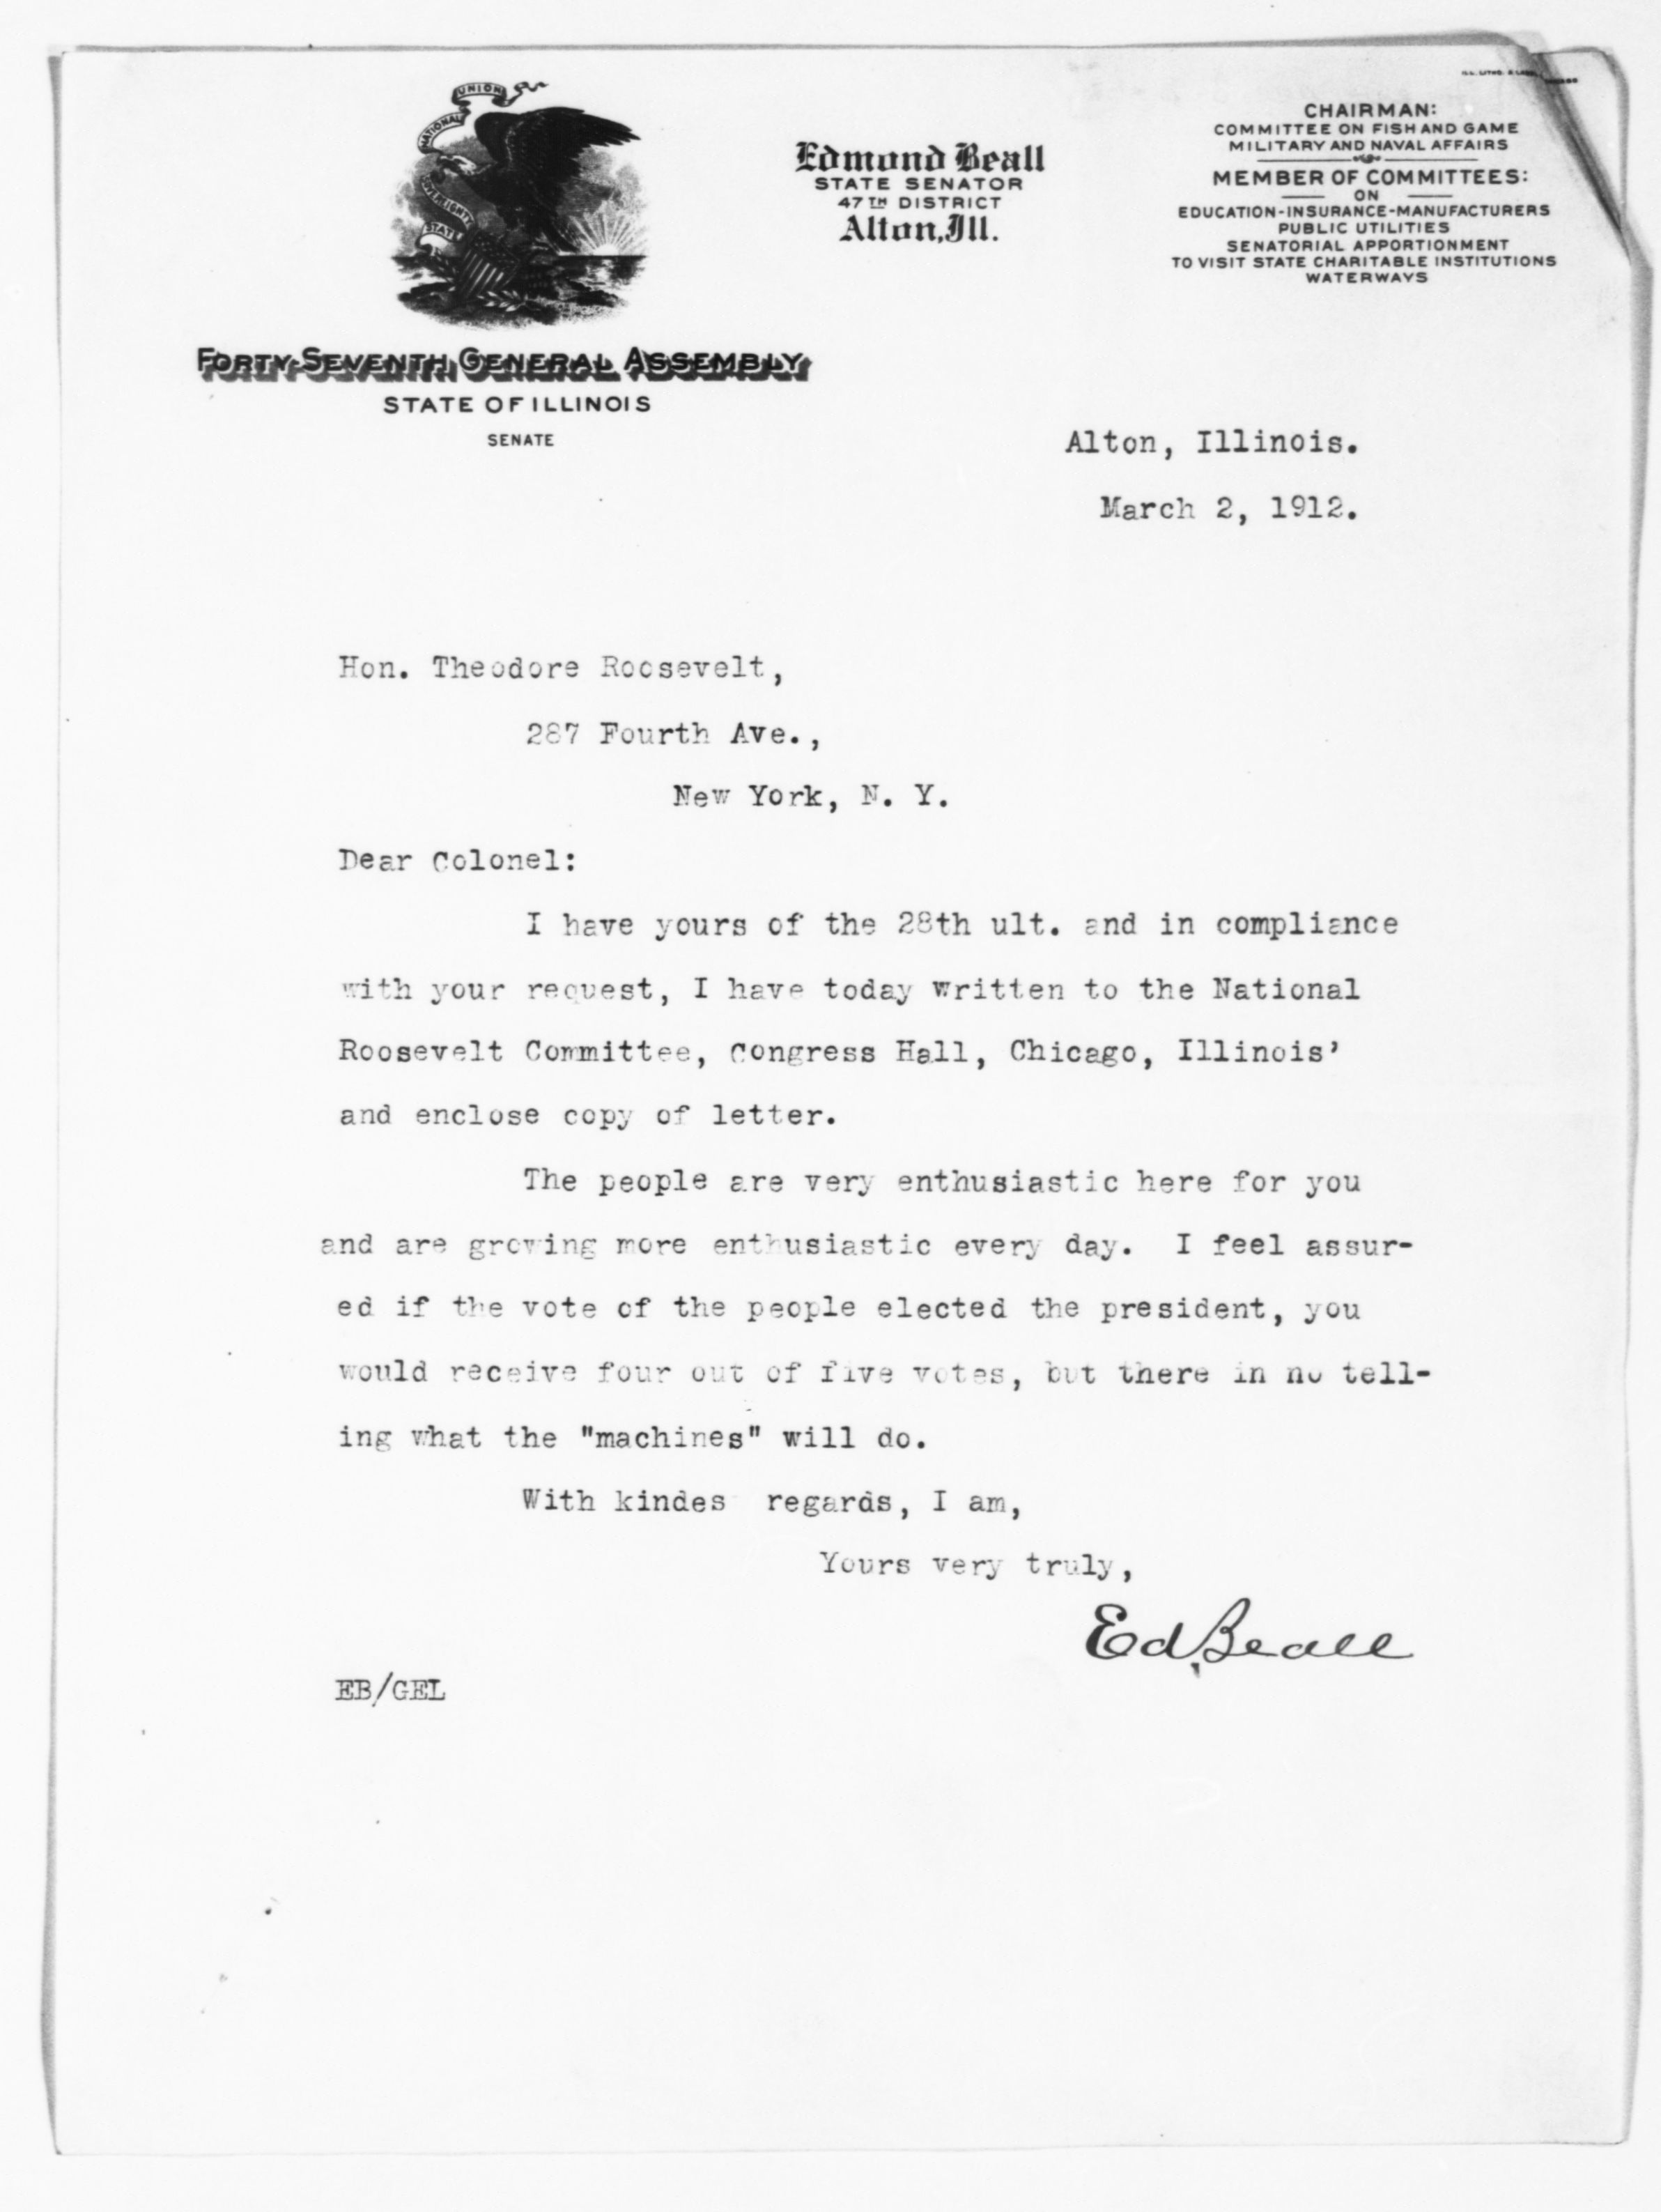 NATIONAL UNION
STATE SOVEREIGNTY
FORTY-SEVENTH GENERAL ASSEMBLY
STATE OF ILLINOIS
SENATE
Edmund Beall
STATE SENATOR
47TH DISTRICT
Alton, Ill.
CHAIRMAN:
COMMITTEE ON FISH AND GAME
MILITARY AND NAVAL AFFAIRS
MEMBER OF COMMITTEES:
ON
EDUCATION-INSURANCE-MANUFACTURERS
PUBLIC UTILITIES
SENATORIAL APPORTIONMENT
TO VISIT STATE CHARITABLE INSTITUTIONS
WATERWAYS
Alton, Illinois.
March 2, 1912.
Hon. Theodore Roosevelt,
287 Fourth Ave.,
New York, N. Y.
Dear Colonel:
I have yours of the 28th ult. and in compliance
with your request, I have today written to the National
Roosevelt Committee, Congress Hall, Chicago, Illinois'
and enclose copy of letter.
The people are very enthusiastic here for you
and are growing more enthusiastic every day. I feel assur-
ed if the vote of the people elected the president, you
would receive four out of five votes, but there in no tell-
ing what the "machines" will do.
With kindes regards, I am,
Yours very truly,
Ed. Beall
EB/GEL